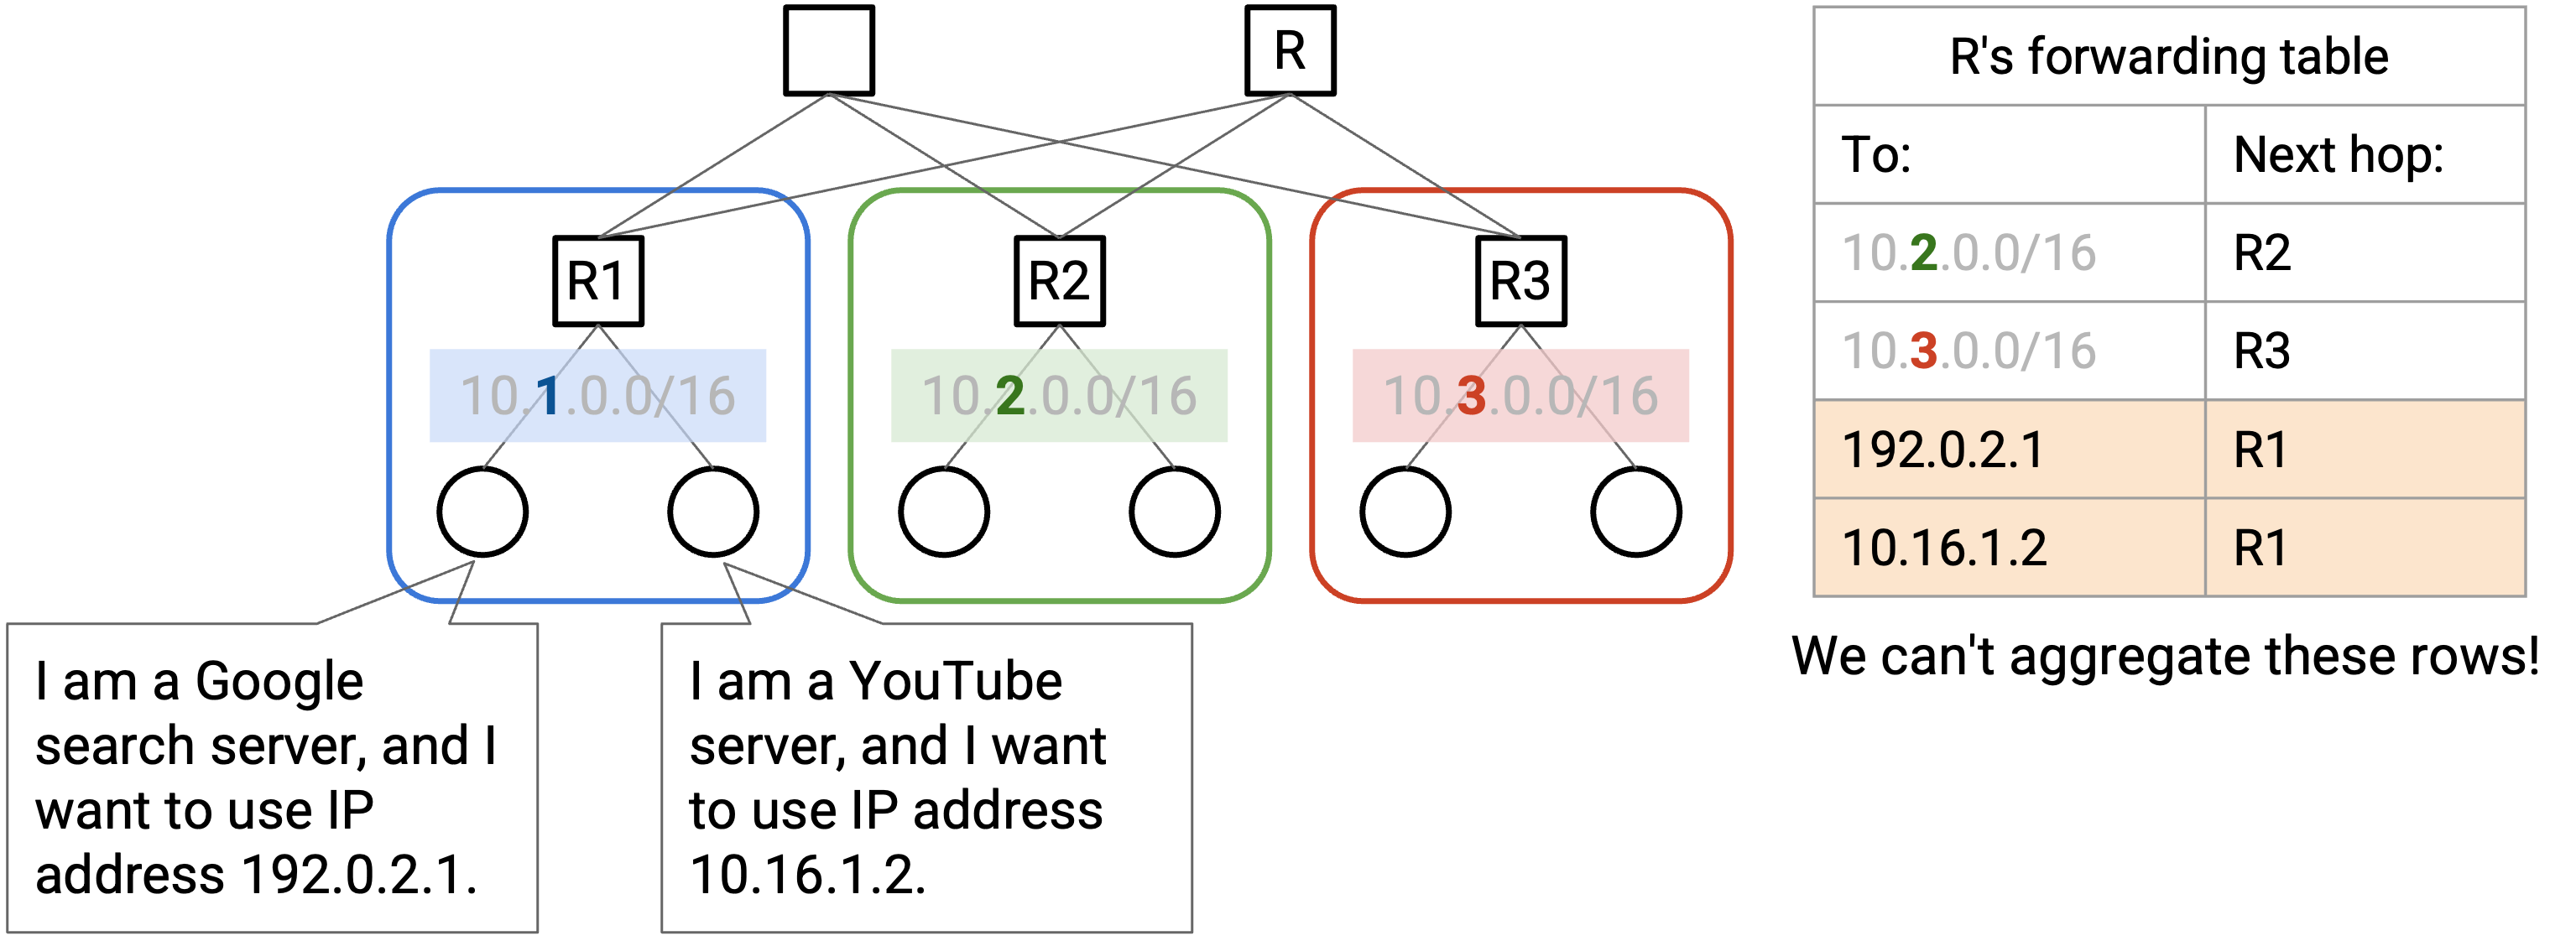 R
R1
R2
R3
10.1.0.0/16
10.2.0.0/16
10.3.0.0/16
I am a Google
search server, and I
want to use IP
address 192.0.2.1.
I am a YouTube
server, and I want
to use IP address
10.16.1.2.
R's forwarding table
To: Next hop:
10.2.0.0/16 R2
10.3.0.0/16 R3
192.0.2.1 R1
10.16.1.2 R1
We can't aggregate these rows!